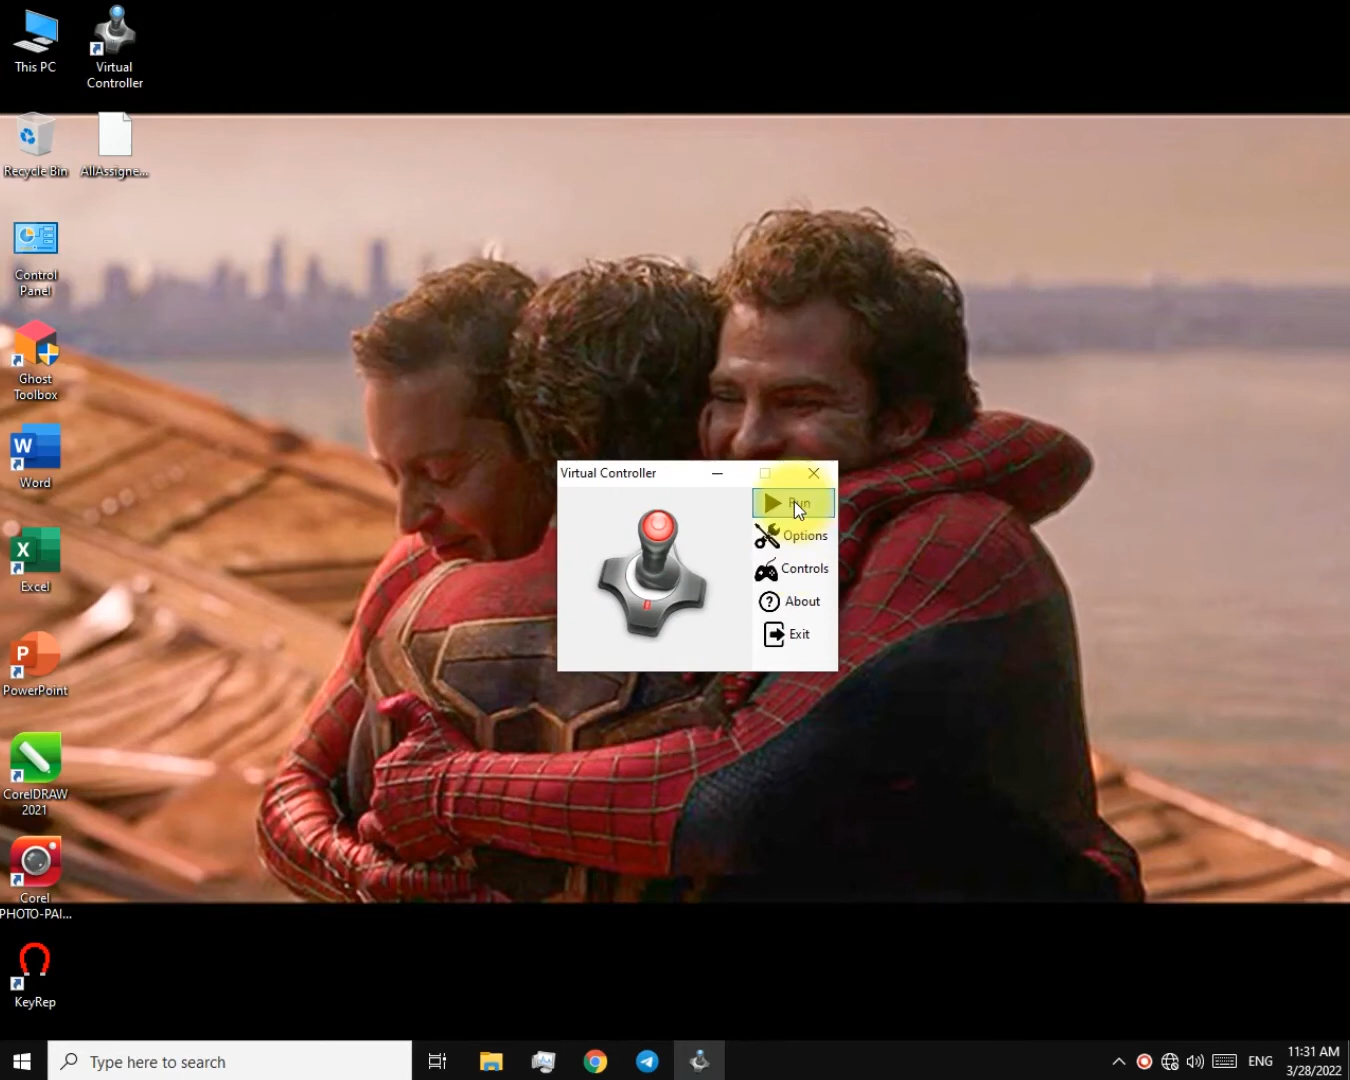 This PC
Virtual
Controller
Recycle Bin
AllAssigne...
Control
Panel
Ghost
Toolbox
W
Word
X
Excel
P
PowerPoint
CorelDRAW
2021
Corel
PHOTO-PAI...
KeyRep
Virtual Controller
Run
Options
Controls
About
Exit
Type here to search
ENG
11:31 AM
3/28/2022